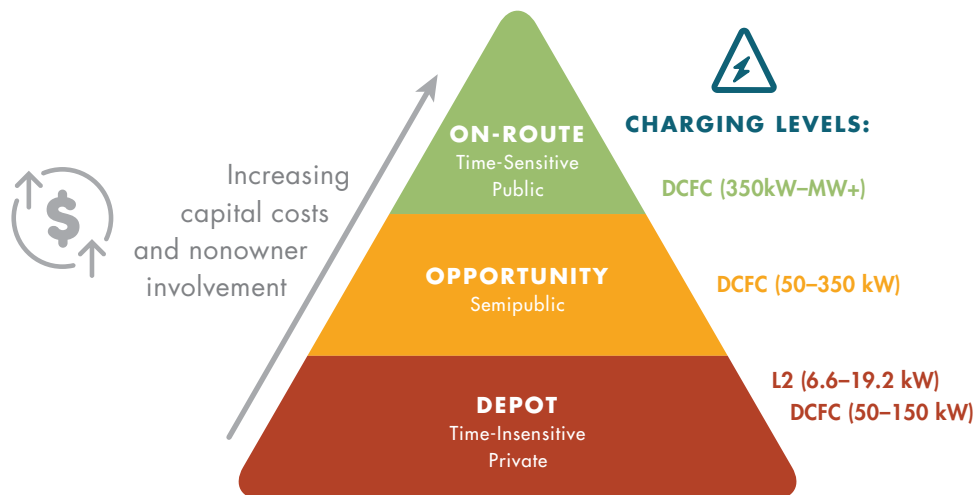 CHARGING LEVELS:
ON-ROUTE
Time-Sensitive
Public
DCFC (350kW–MW+)
Increasing
capital costs
and nonowner
involvement
$
OPPORTUNITY
Semipublic
DCFC (50–350 kW)
DEPOT
Time-Insensitive
Private
L2 (6.6–19.2 kW)
DCFC (50–150 kW)